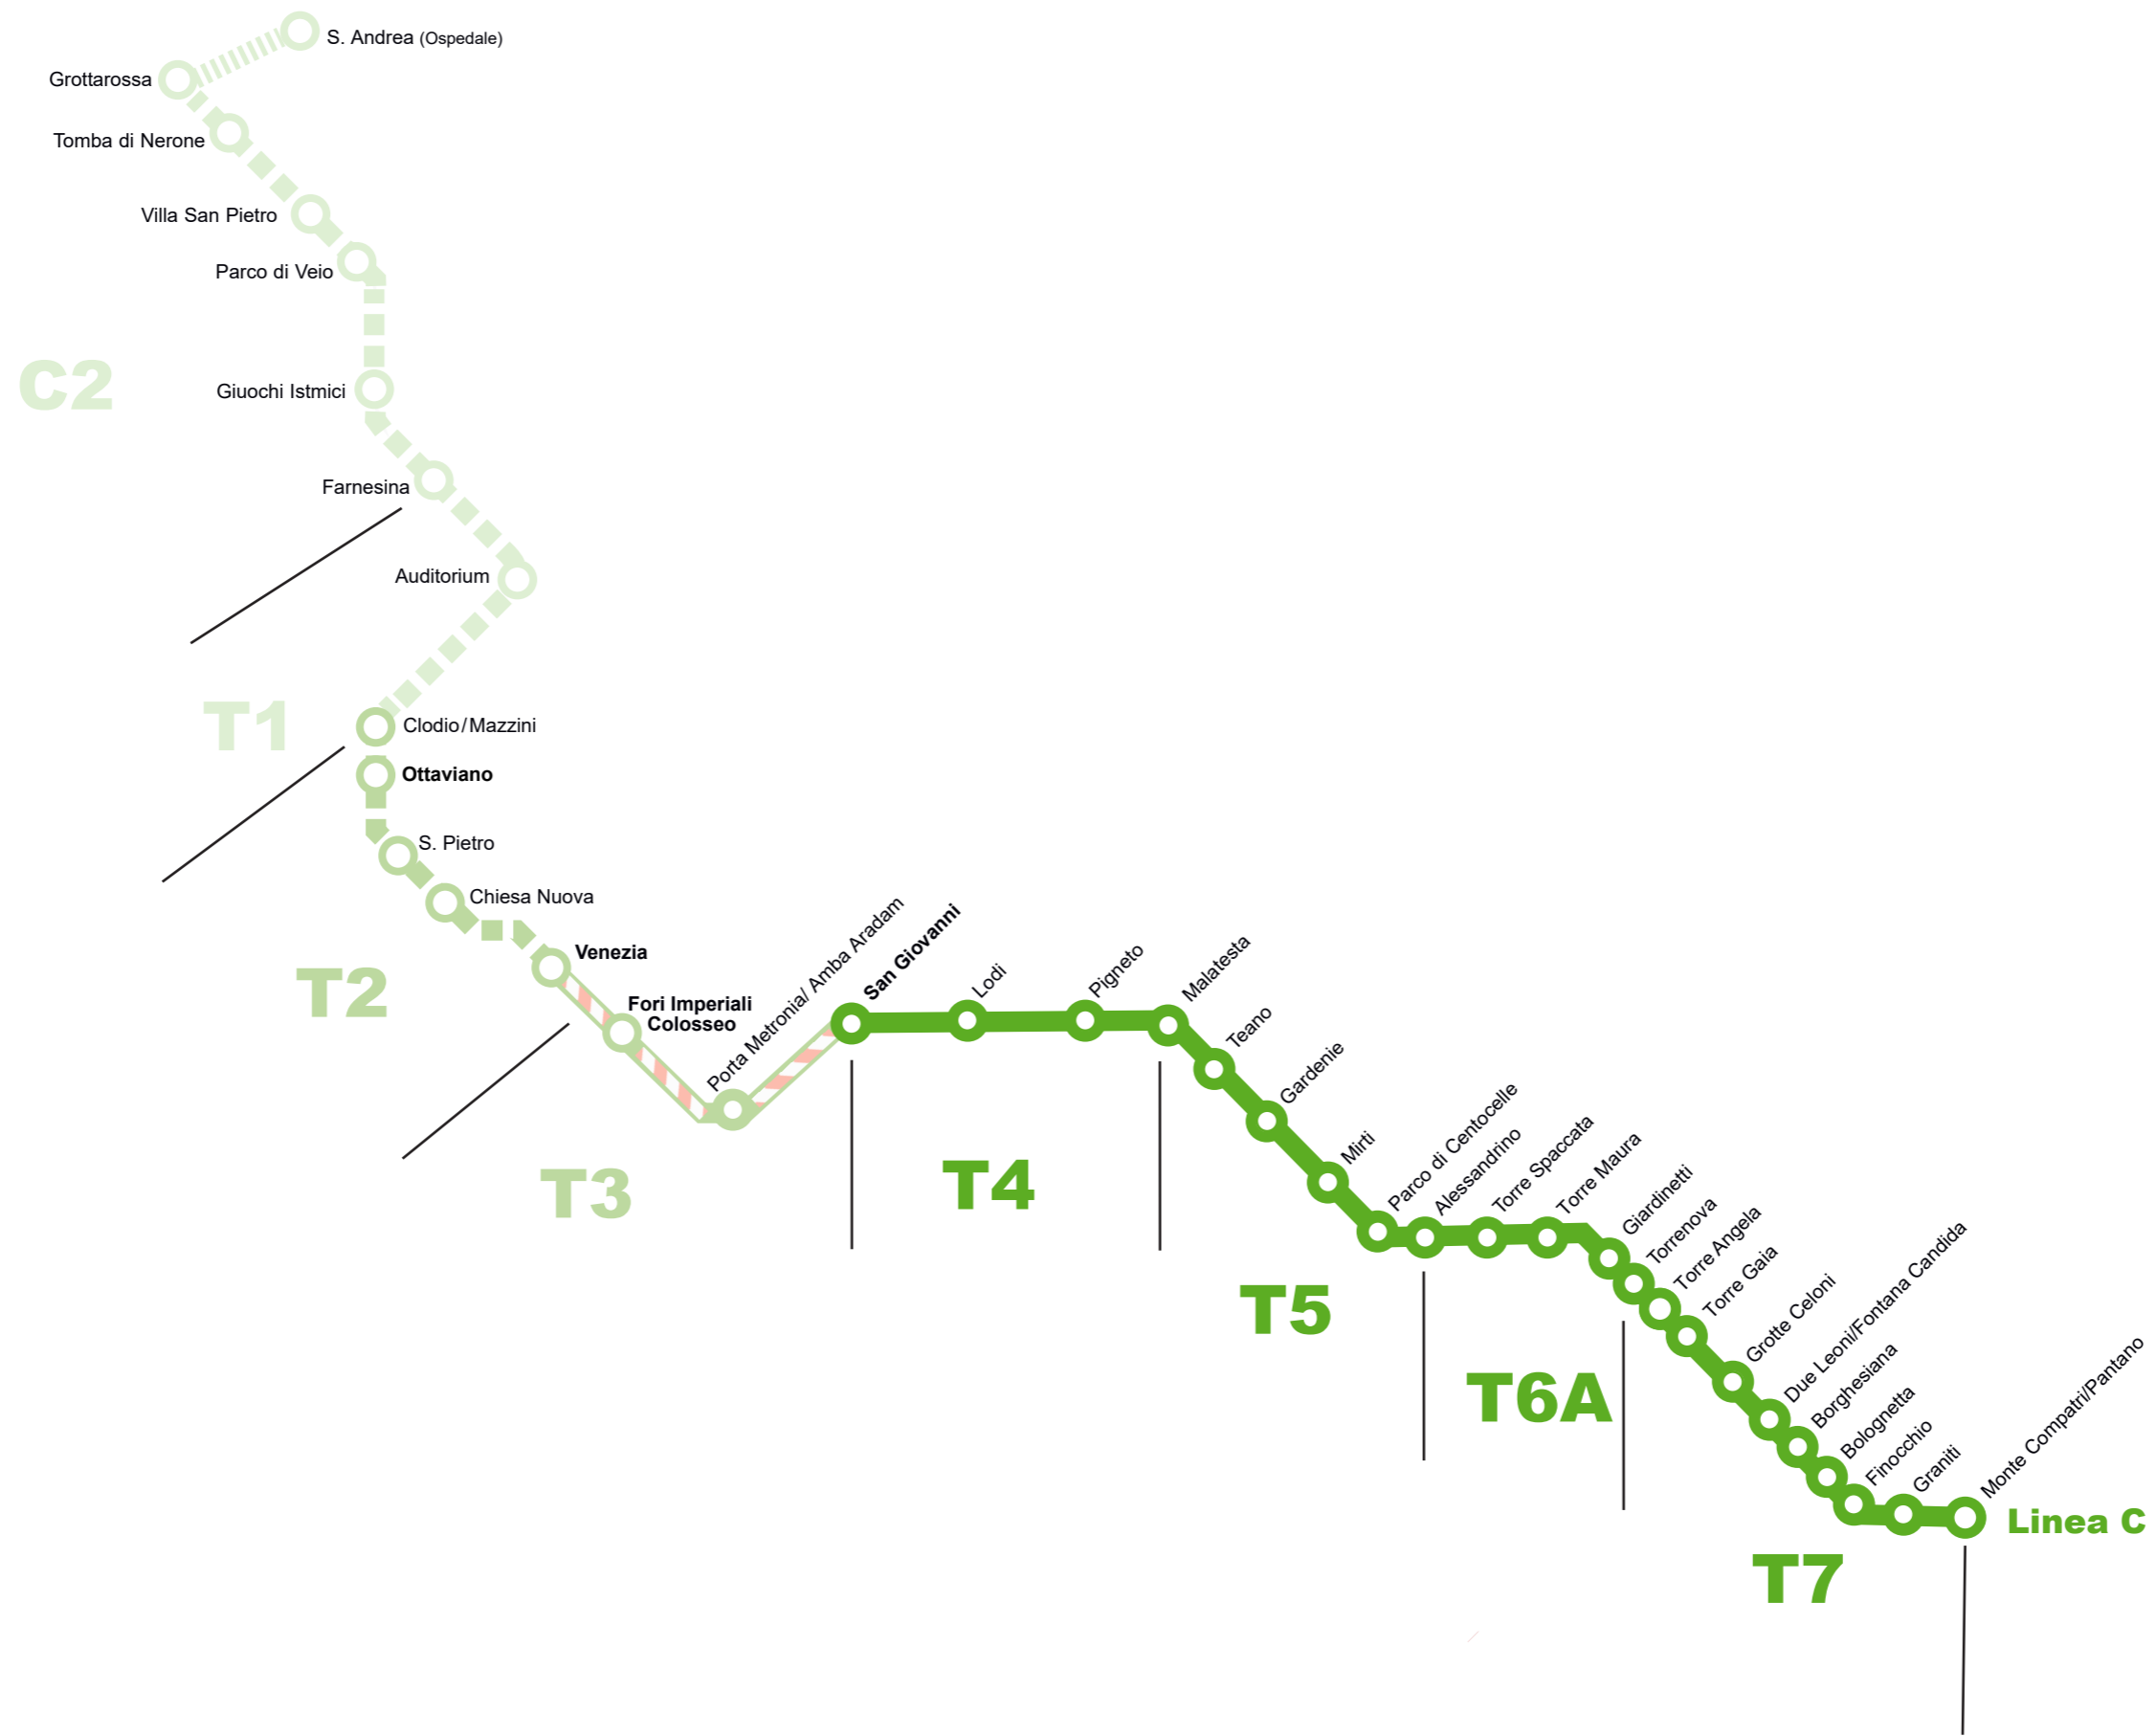 S. Andrea (Ospedale)
Grottarossa
Tomba di Nerone
Villa San Pietro
Parco di Veio
C2
Giuochi Istmici
Farnesina
Auditorium
T1
Clodio/Mazzini
Ottaviano
S. Pietro
Chiesa Nuova
T2
Venezia
Fori Imperiali
Colosseo
T3
Porta Metronia/ Amba Aradam
San Giovanni
Lodi
Pigneto
T4
Malatesta
Teano
Gardenie
Mirti
Parco di Centocelle
T5
Alessandrino
Torre Spaccata
Torre Maura
Giardinetti
T6A
Torrenova
Torre Angela
Torre Gaia
Grotte Celoni
Due Leoni/Fontana Candida
Borghesiana
Bolognetta
Finocchio
Graniti
Monte Compatri/Pantano
Linea C
T7